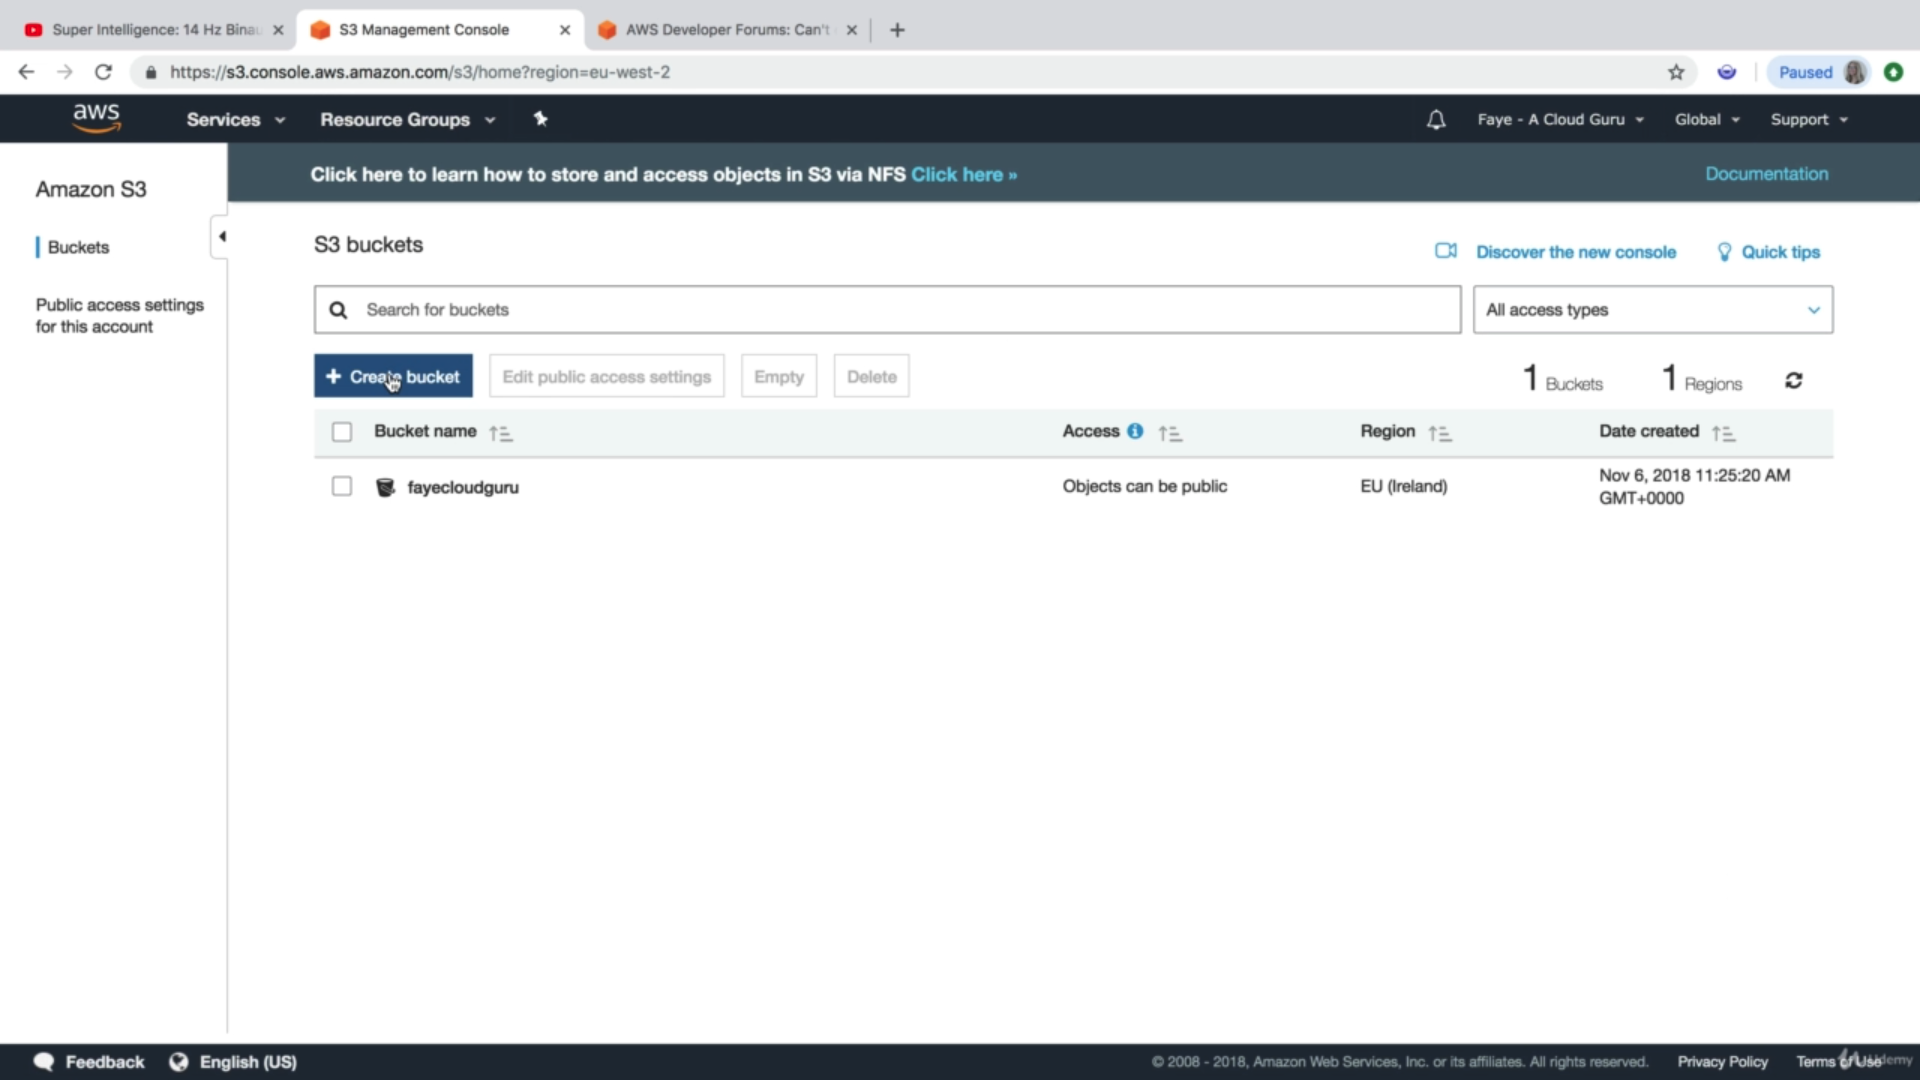 Super Intelligence: 14 Hz Binau
S3 Management Console
AWS Developer Forums: Can't
https://s3.console.aws.amazon.com/s3/home?region=eu-west-2
Paused
aws
Services
Resource Groups
Faye - A Cloud Guru
Global
Support
Amazon S3
Click here to learn how to store and access objects in S3 via NFS Click here »
Documentation
Buckets
Public access settings
for this account
S3 buckets
Discover the new console
Quick tips
Search for buckets
All access types
+ Create bucket
Edit public access settings
Empty
Delete
1 Buckets
1 Regions
Bucket name
Access
Region
Date created
fayecloudguru
Objects can be public
EU (Ireland)
Nov 6, 2018 11:25:20 AM
GMT+0000
Feedback
English (US)
© 2008 - 2018, Amazon Web Services, Inc. or its affiliates. All rights reserved.
Privacy Policy
Terms of Use